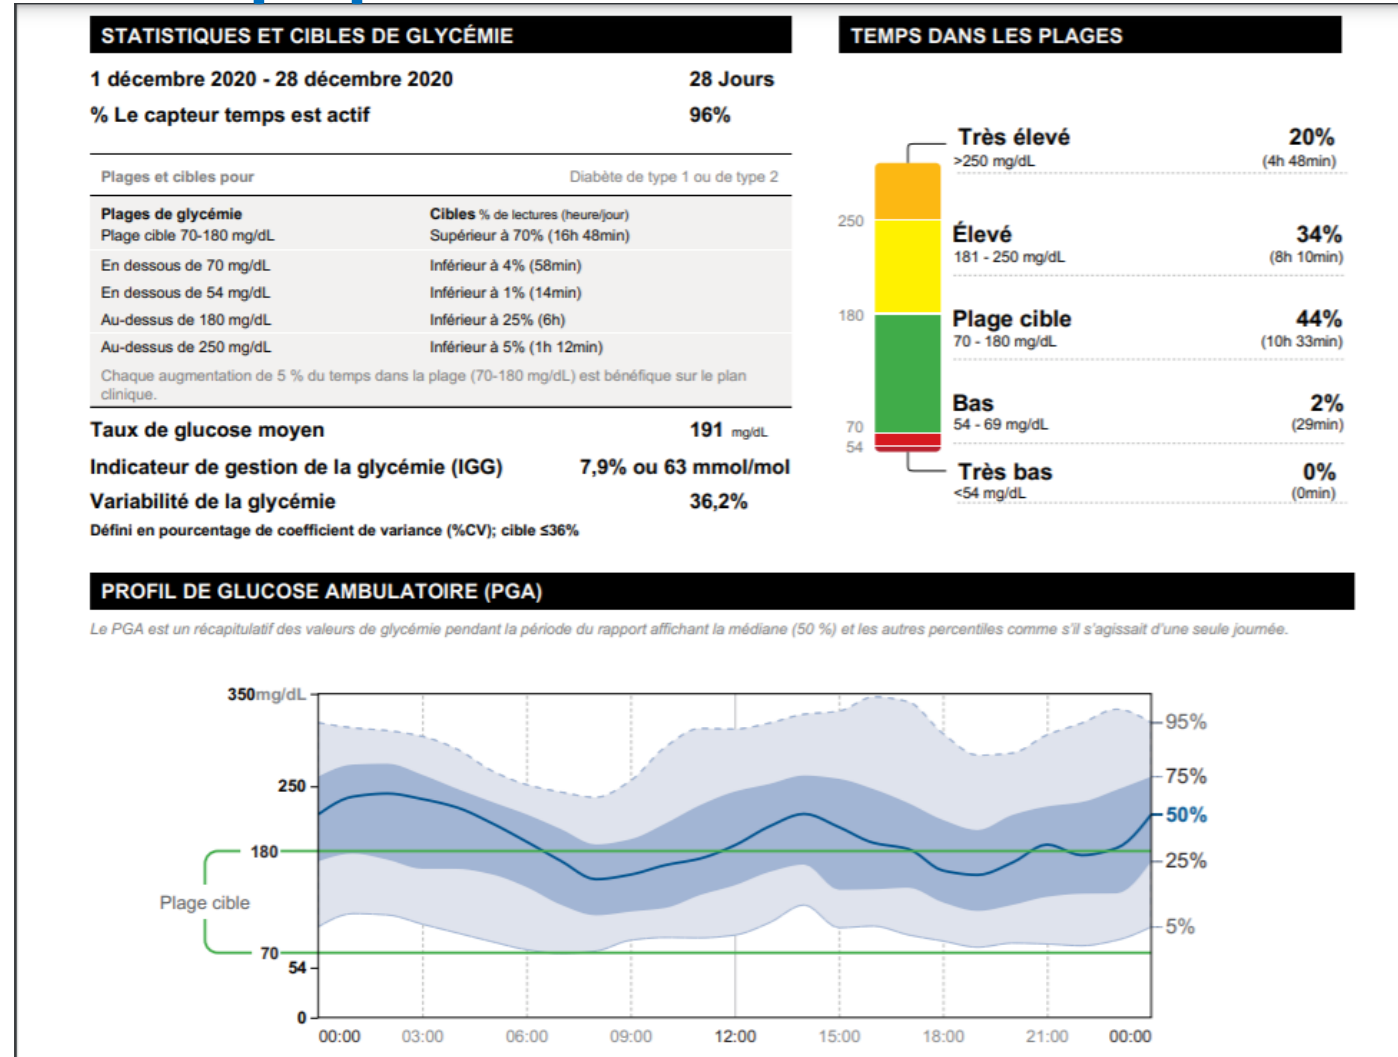 STATISTIQUES ET CIBLES DE GLYCÉMIE
1 décembre 2020 - 28 décembre 2020 28 Jours
% Le capteur temps est actif 96%
Plages et cibles pour Diabète de type 1 ou de type 2
Plages de glycémie Cibles % de lectures (heure/jour)
Plage cible 70-180 mg/dL Supérieur à 70% (16h 48min)
En dessous de 70 mg/dL Inférieur à 4% (58min)
En dessous de 54 mg/dL Inférieur à 1% (14min)
Au-dessus de 180 mg/dL Inférieur à 25% (6h)
Au-dessus de 250 mg/dL Inférieur à 5% (1h 12min)
Chaque augmentation de 5 % du temps dans la plage (70-180 mg/dL) est bénéfique sur le plan
clinique.
Taux de glucose moyen 191 mg/dL
Indicateur de gestion de la glycémie (IGG) 7,9% ou 63 mmol/mol
Variabilité de la glycémie 36,2%
Défini en pourcentage de coefficient de variance (%CV); cible ≤36%
TEMPS DANS LES PLAGES
Très élevé 20%
>250 mg/dL (4h 48min)
250
Élevé 34%
181 - 250 mg/dL (8h 10min)
180
Plage cible 44%
70 - 180 mg/dL (10h 33min)
70
Bas 2%
54 - 69 mg/dL (29min)
54
Très bas 0%
<54 mg/dL (0min)
PROFIL DE GLUCOSE AMBULATOIRE (PGA)
Le PGA est un récapitulatif des valeurs de glycémie pendant la période du rapport affichant la médiane (50 %) et les autres percentiles comme s'il s'agissait d'une seule journée.
350mg/dL
95%
75%
250
50%
180
25%
Plage cible
5%
70
54
0
00:00 03:00 06:00 09:00 12:00 15:00 18:00 21:00 00:00